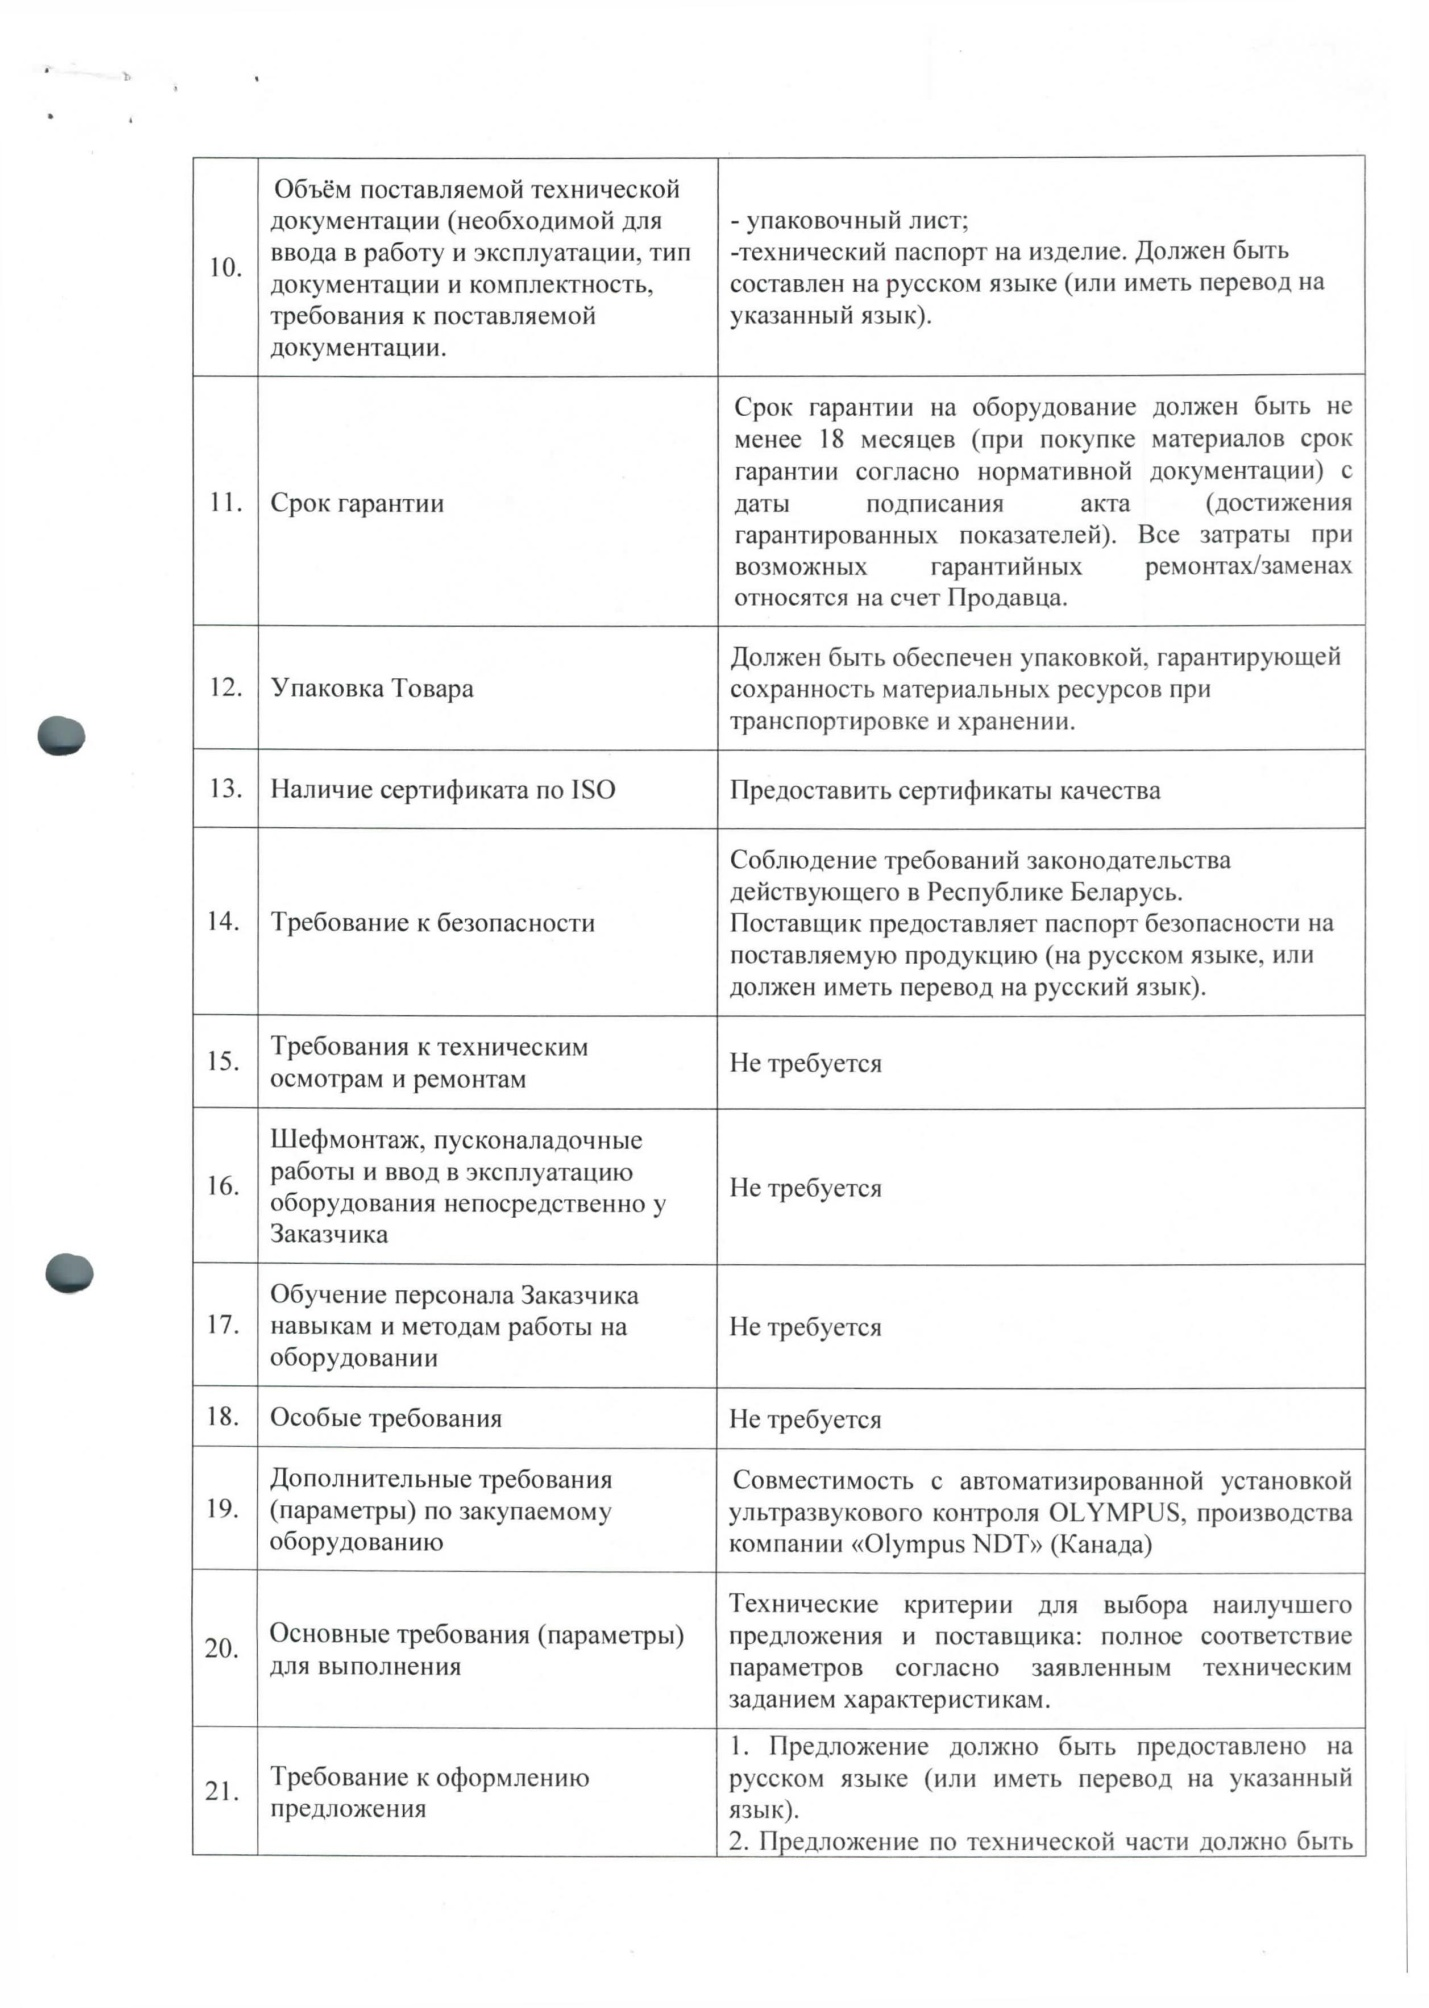 10.
Объём поставляемой технической
документации (необходимой для
ввода в работу и эксплуатации, тип
документации и комплектность,
требования к поставляемой
документации.
- упаковочный лист;
-технический паспорт на изделие. Должен быть
составлен на русском языке (или иметь перевод на
указанный язык).
11.
Срок гарантии
Срок гарантии на оборудование должен быть не
менее 18 месяцев (при покупке материалов срок
гарантии согласно нормативной документации) с
даты подписания акта (достижения
гарантированных показателей). Все затраты при
возможных гарантийных ремонтах/заменах
относятся на счет Продавца.
12.
Упаковка Товара
Должен быть обеспечен упаковкой, гарантирующей
сохранность материальных ресурсов при
транспортировке и хранении.
13.
Наличие сертификата по ISO
Предоставить сертификаты качества
14.
Требование к безопасности
Соблюдение требований законодательства
действующего в Республике Беларусь.
Поставщик предоставляет паспорт безопасности на
поставляемую продукцию (на русском языке, или
должен иметь перевод на русский язык).
15.
Требования к техническим
осмотрам и ремонтам
Не требуется
16.
Шефмонтаж, пусконаладочные
работы и ввод в эксплуатацию
оборудования непосредственно у
Заказчика
Не требуется
17.
Обучение персонала Заказчика
навыкам и методам работы на
оборудовании
Не требуется
18.
Особые требования
Не требуется
19.
Дополнительные требования
(параметры) по закупаемому
оборудованию
Совместимость с автоматизированной установкой
ультразвукового контроля OLYMPUS, производства
компании «Olympus NDT» (Канада)
20.
Основные требования (параметры)
для выполнения
Технические критерии для выбора наилучшего
предложения и поставщика: полное соответствие
параметров согласно заявленным техническим
заданием характеристикам.
21.
Требование к оформлению
предложения
1. Предложение должно быть предоставлено на
русском языке (или иметь перевод на указанный
язык).
2. Предложение по технической части должно быть